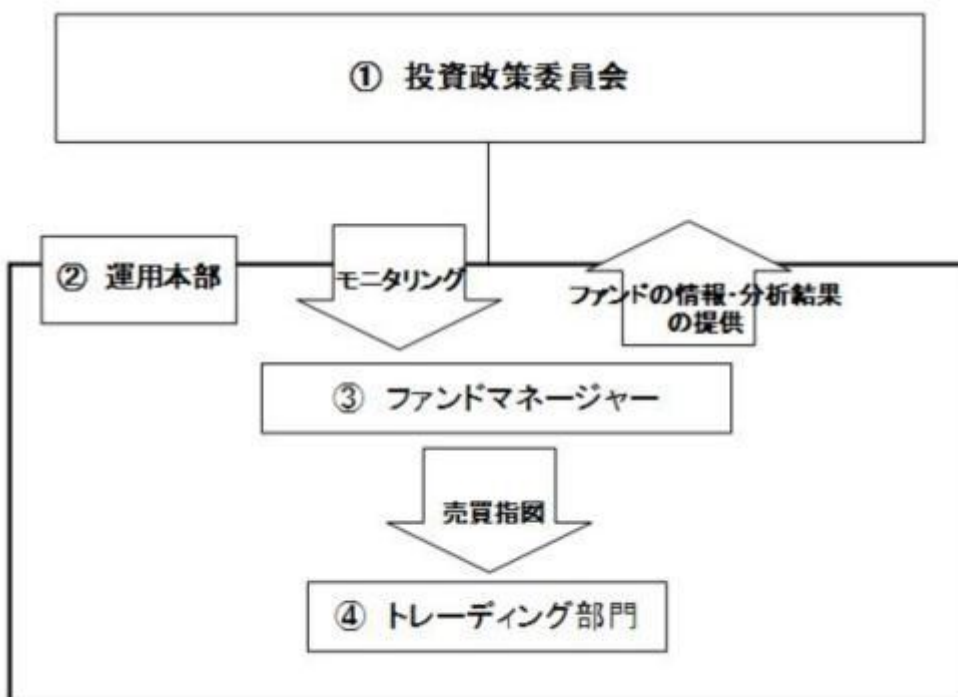 ① 投資政策委員会
② 運用本部
モニタリング
ファンドの情報・分析結果
の提供
③ ファンドマネージャー
売買指図
④ トレーディング部門